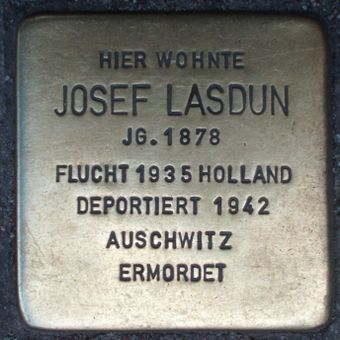 HIER WOHNTE
JOSEF LASDUN
JG. 1878
FLUCHT 1935 HOLLAND
DEPORTIERT 1942
AUSCHWITZ
ERMORDET